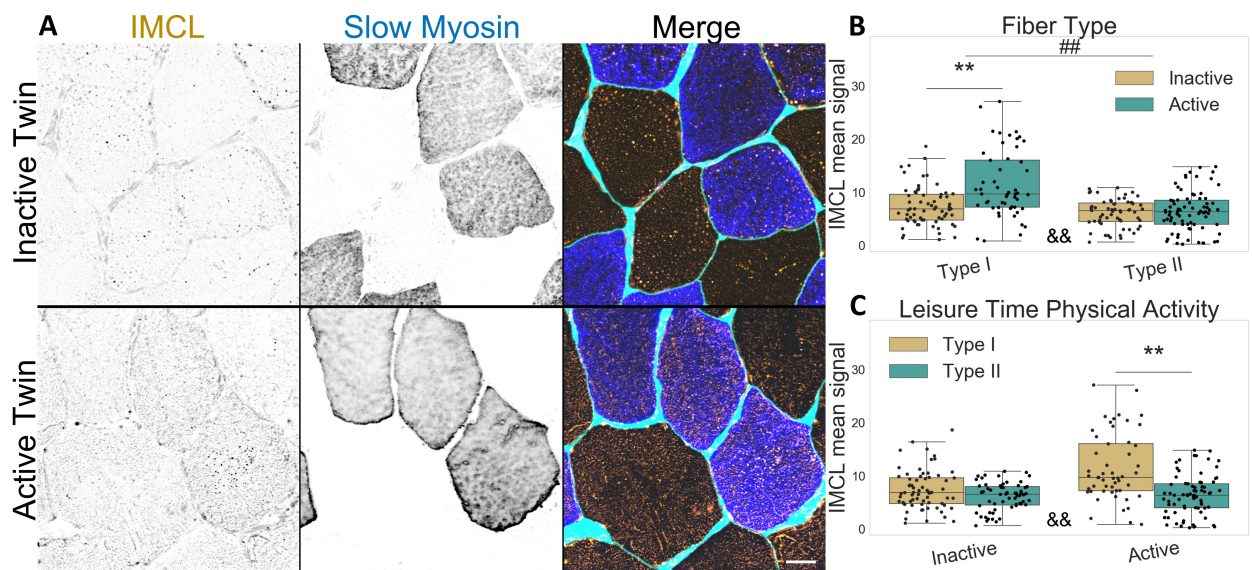 A
IMCL
Slow Myosin
Merge
Inactive Twin
Active Twin
B
Fiber Type
##
**
Inactive
Active
IMCL mean signal
30
20
10
0
&&
Type I
Type II
C
Leisure Time Physical Activity
Type I
Type II
**
IMCL mean signal
30
20
10
0
&&
Inactive
Active